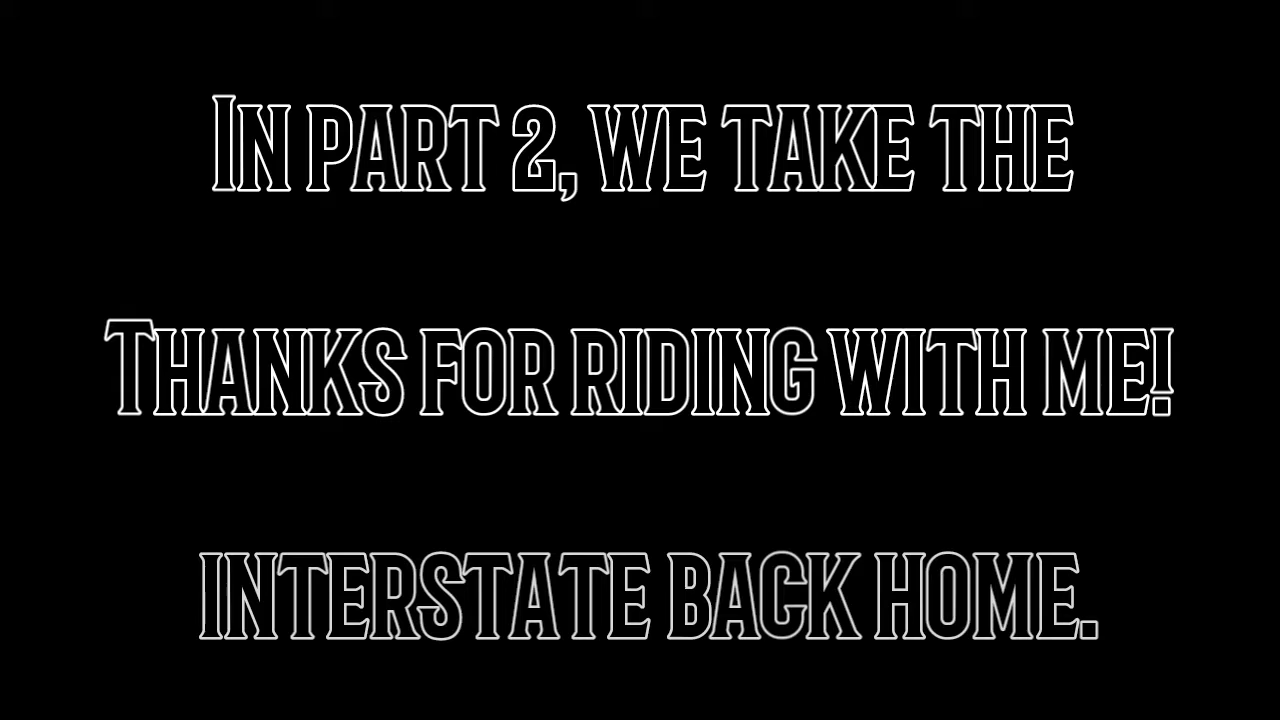 In part 2, we take the
Thanks for riding with me!
interstate back home.